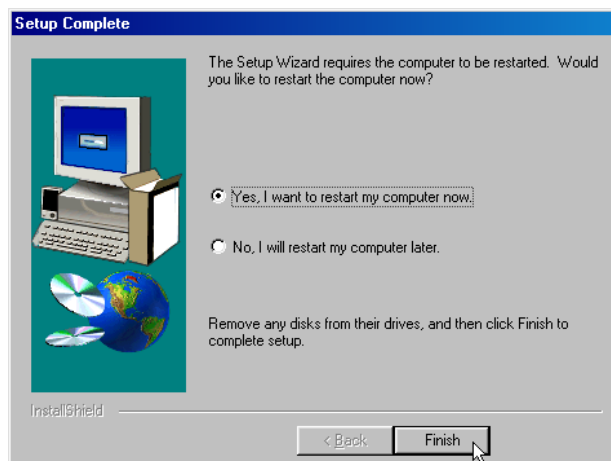 Setup Complete
The Setup Wizard requires the computer to be restarted.  Would
you like to restart the computer now?
Yes, I want to restart my computer now.
No, I will restart my computer later.
Remove any disks from their drives, and then click Finish to
complete setup.
InstallShield
< Back
Finish